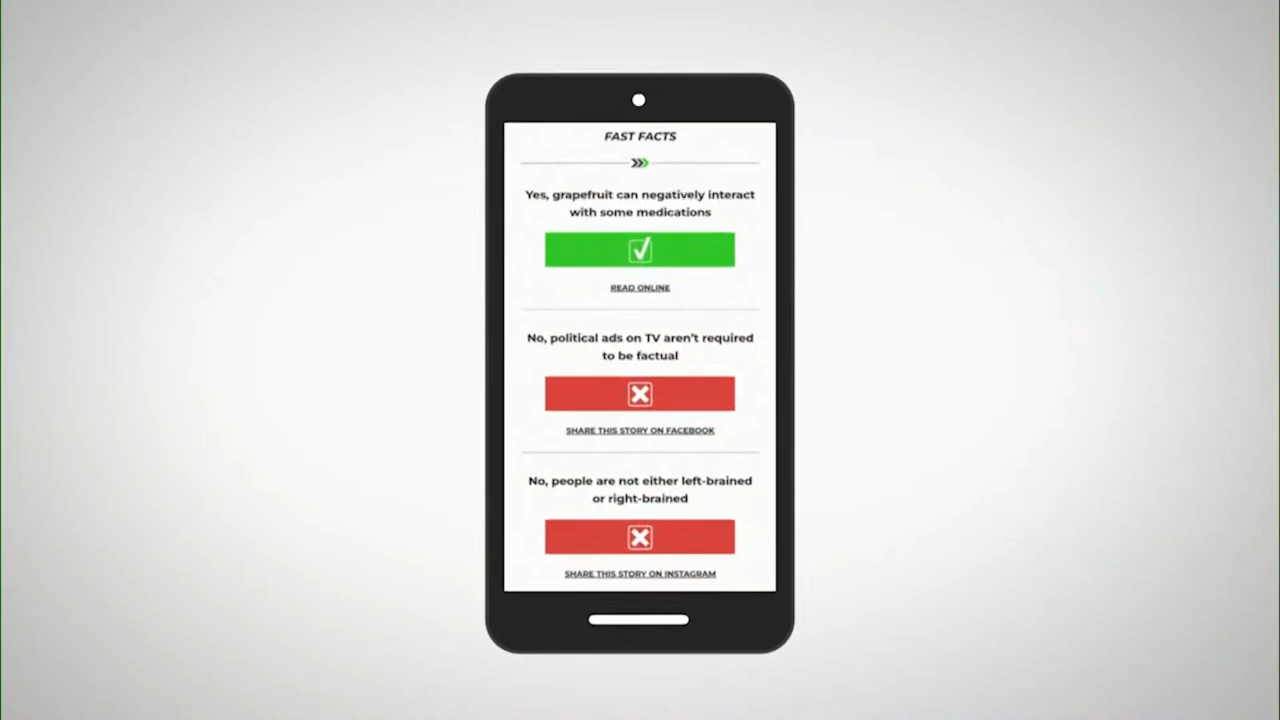 FAST FACTS
Yes, grapefruit can negatively interact
with some medications
READ ONLINE
No, political ads on TV aren't required
to be factual
SHARE THIS STORY ON FACEBOOK
No, people are not either left-brained
or right-brained
SHARE THIS STORY ON INSTAGRAM